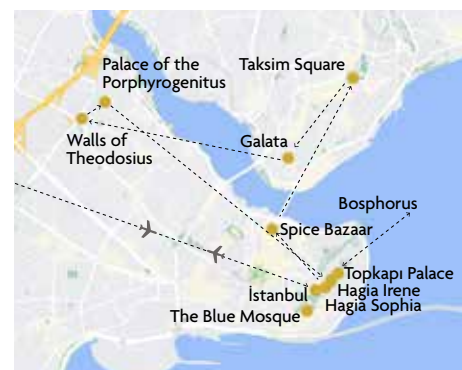 Palace of the
Porphyrogenitus
Taksim Square
Walls of
Theodosius
Galata
Bosphorus
Spice Bazaar
Topkapı Palace
İstanbul
Hagia Irene
Hagia Sophia
The Blue Mosque